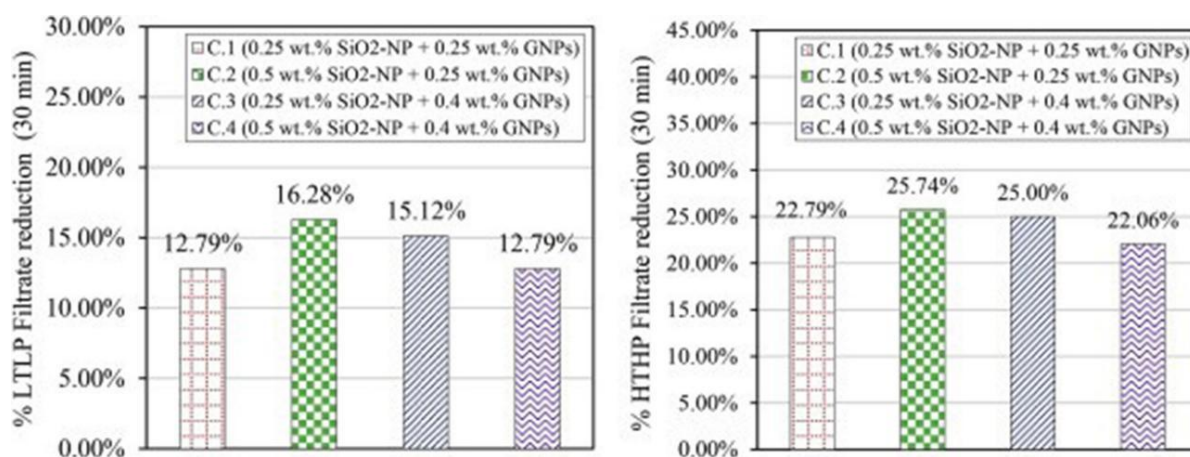 % LTLP Filtrate reduction (30 min)
30.00%
25.00%
20.00%
15.00%
10.00%
5.00%
0.00%
C.1 (0.25 wt.% SiO2-NP + 0.25 wt.% GNPs)
C.2 (0.5 wt.% SiO2-NP + 0.25 wt.% GNPs)
C.3 (0.25 wt.% SiO2-NP + 0.4 wt.% GNPs)
C.4 (0.5 wt.% SiO2-NP + 0.4 wt.% GNPs)
12.79%
16.28%
15.12%
12.79%
% HTHP Filtrate reduction (30 min)
45.00%
40.00%
35.00%
30.00%
25.00%
20.00%
15.00%
10.00%
5.00%
0.00%
C.1 (0.25 wt.% SiO2-NP + 0.25 wt.% GNPs)
C.2 (0.5 wt.% SiO2-NP + 0.25 wt.% GNPs)
C.3 (0.25 wt.% SiO2-NP + 0.4 wt.% GNPs)
C.4 (0.5 wt.% SiO2-NP + 0.4 wt.% GNPs)
22.79%
25.74%
25.00%
22.06%